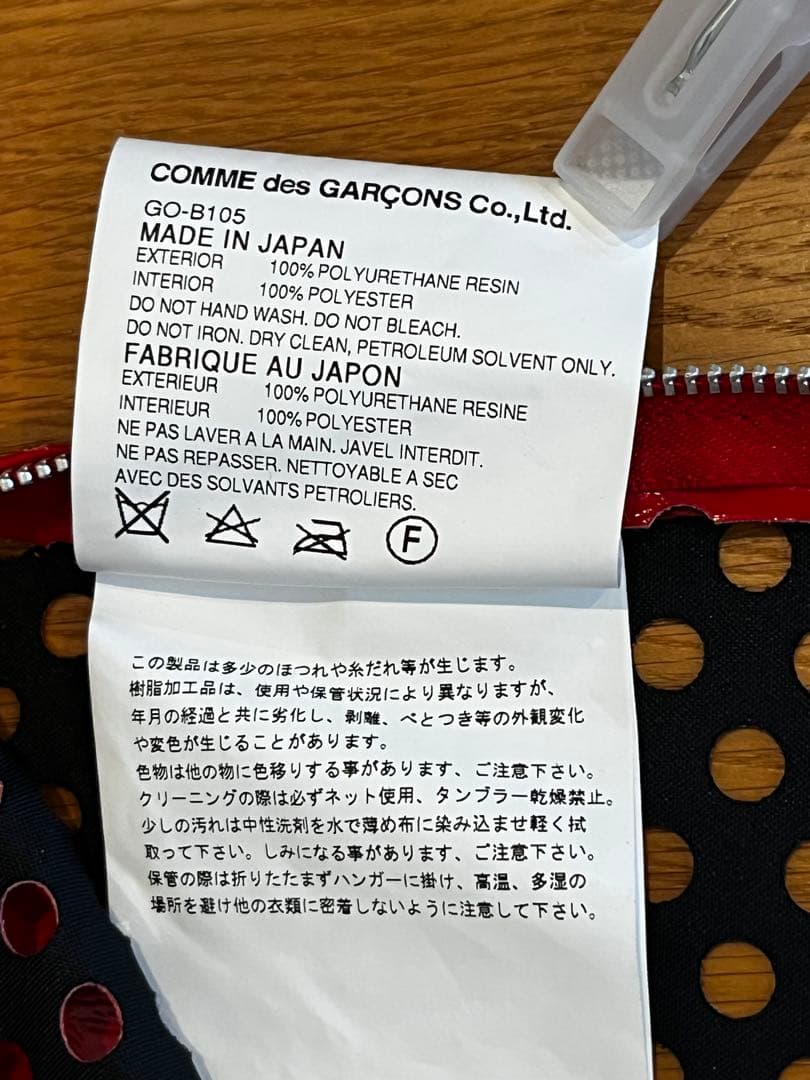 COMME des GARÇONS Co.,Ltd.
GO-B105
MADE IN JAPAN
EXTERIOR 100% POLYURETHANE RESIN
INTERIOR 100% POLYESTER
DO NOT HAND WASH. DO NOT BLEACH.
DO NOT IRON. DRY CLEAN, PETROLEUM SOLVENT ONLY.
FABRIQUE AU JAPON
EXTERIEUR 100% POLYURETHANE RESINE
INTERIEUR 100% POLYESTER
NE PAS LAVER A LA MAIN. JAVEL INTERDIT.
NE PAS REPASSER. NETTOYABLE A SEC
AVEC DES SOLVANTS PETROLIERS.
F
この製品は多少のほつれや糸だれ等が生じます。
樹脂加工品は、使用や保管状況により異なりますが、
年月の経過と共に劣化し、剥離、べとつき等の外観変化
や変色が生じることがあります。
色物は他の物に色移りする事があります、ご注意下さい。
クリーニングの際は必ずネット使用、タンブラー乾燥禁止。
少しの汚れは中性洗剤を水で薄め布に染み込ませ軽く拭
取って下さい。しみになる事があります、ご注意下さい。
保管の際は折りたたまずハンガーに掛け、高温、多湿の
場所を避け他の衣類に密着しないように注意して下さい。